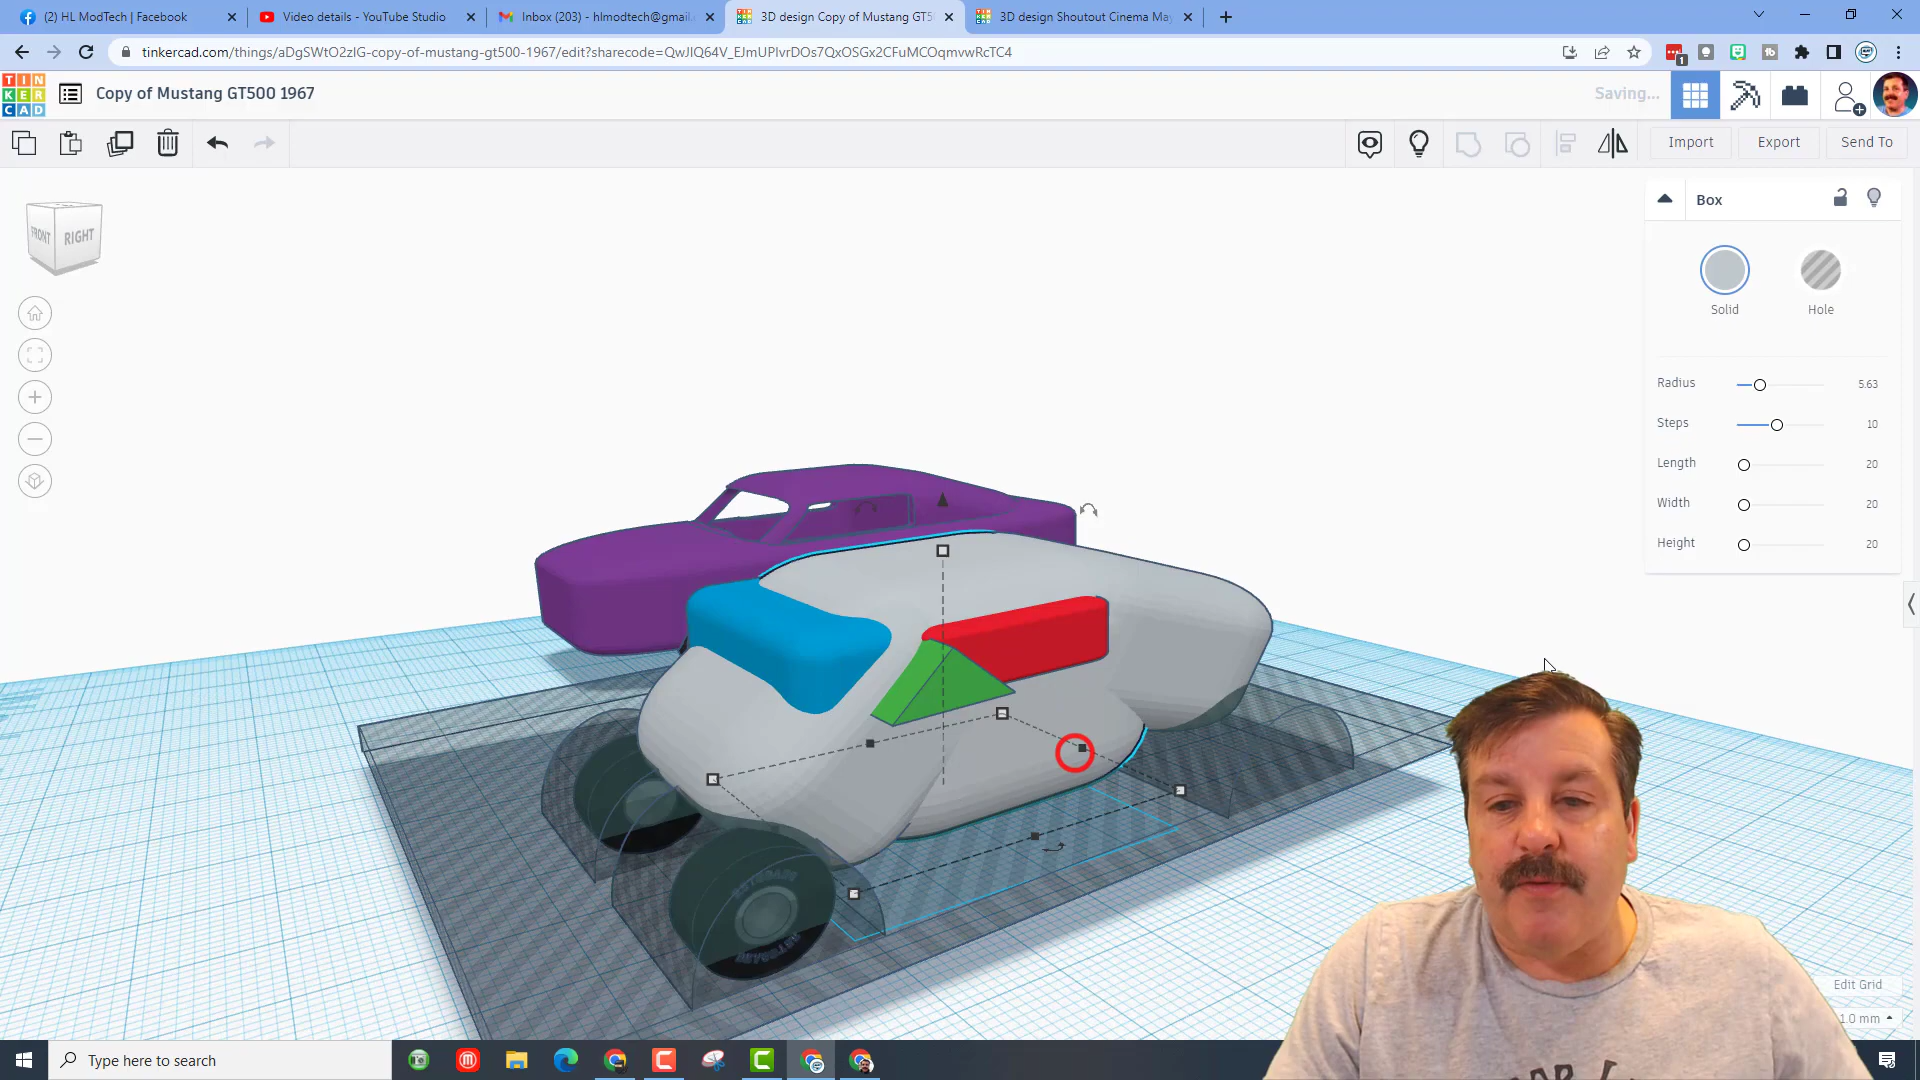 (2) HL ModTech | Facebook
Video details - YouTube Studio
Inbox (203) - hlmodtech@gmail.
3D design Copy of Mustang GT5
3D design Shoutout Cinema May
tinkercad.com/things/aDgSWtO2zIG-copy-of-mustang-gt500-1967/edit?sharecode=QwJlQ64V_EJmUPlvrDOs7QxOSGx2CFuMCOqmvwRcTC4
1
TIN
KER
CAD
Copy of Mustang GT500 1967
Saving...
Import
Export
Send To
FRONT
RIGHT
Box
Solid
Hole
Radius
5.63
Steps
10
Length
20
Width
20
Height
20
Edit Grid
1.0 mm
Type here to search